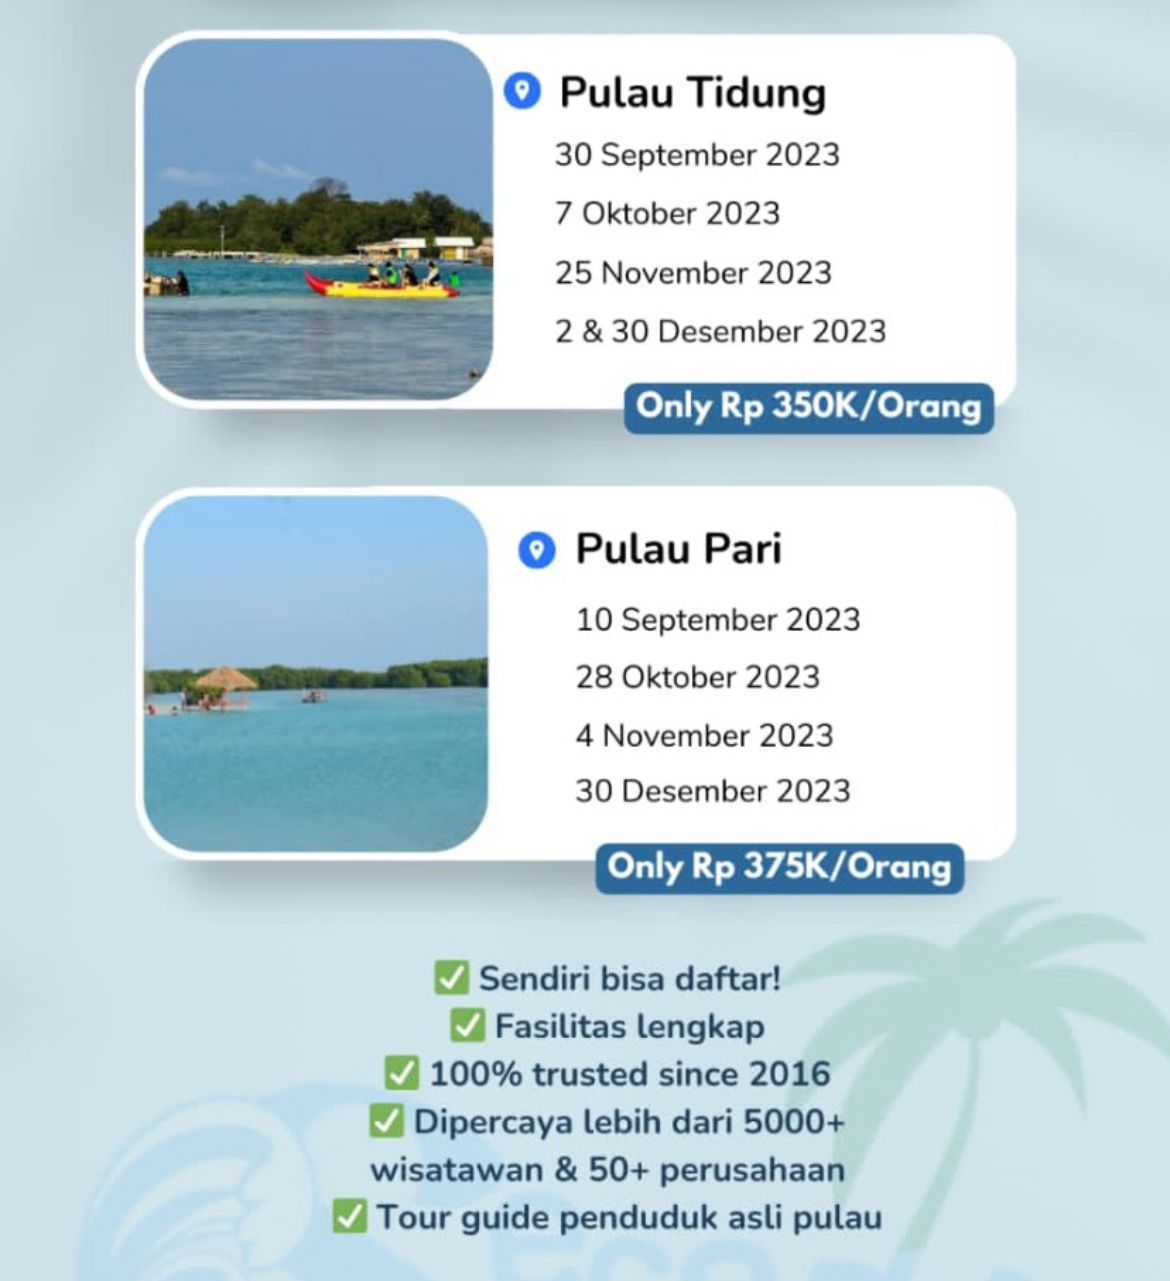 Pulau Tidung
30 September 2023
7 Oktober 2023
25 November 2023
2 & 30 Desember 2023
Only Rp 350K/Orang
Pulau Pari
10 September 2023
28 Oktober 2023
4 November 2023
30 Desember 2023
Only Rp 375K/Orang
✅ Sendiri bisa daftar!
✅ Fasilitas lengkap
✅ 100% trusted since 2016
✅ Dipercaya lebih dari 5000+
wisatawan & 50+ perusahaan
✅ Tour guide penduduk asli pulau